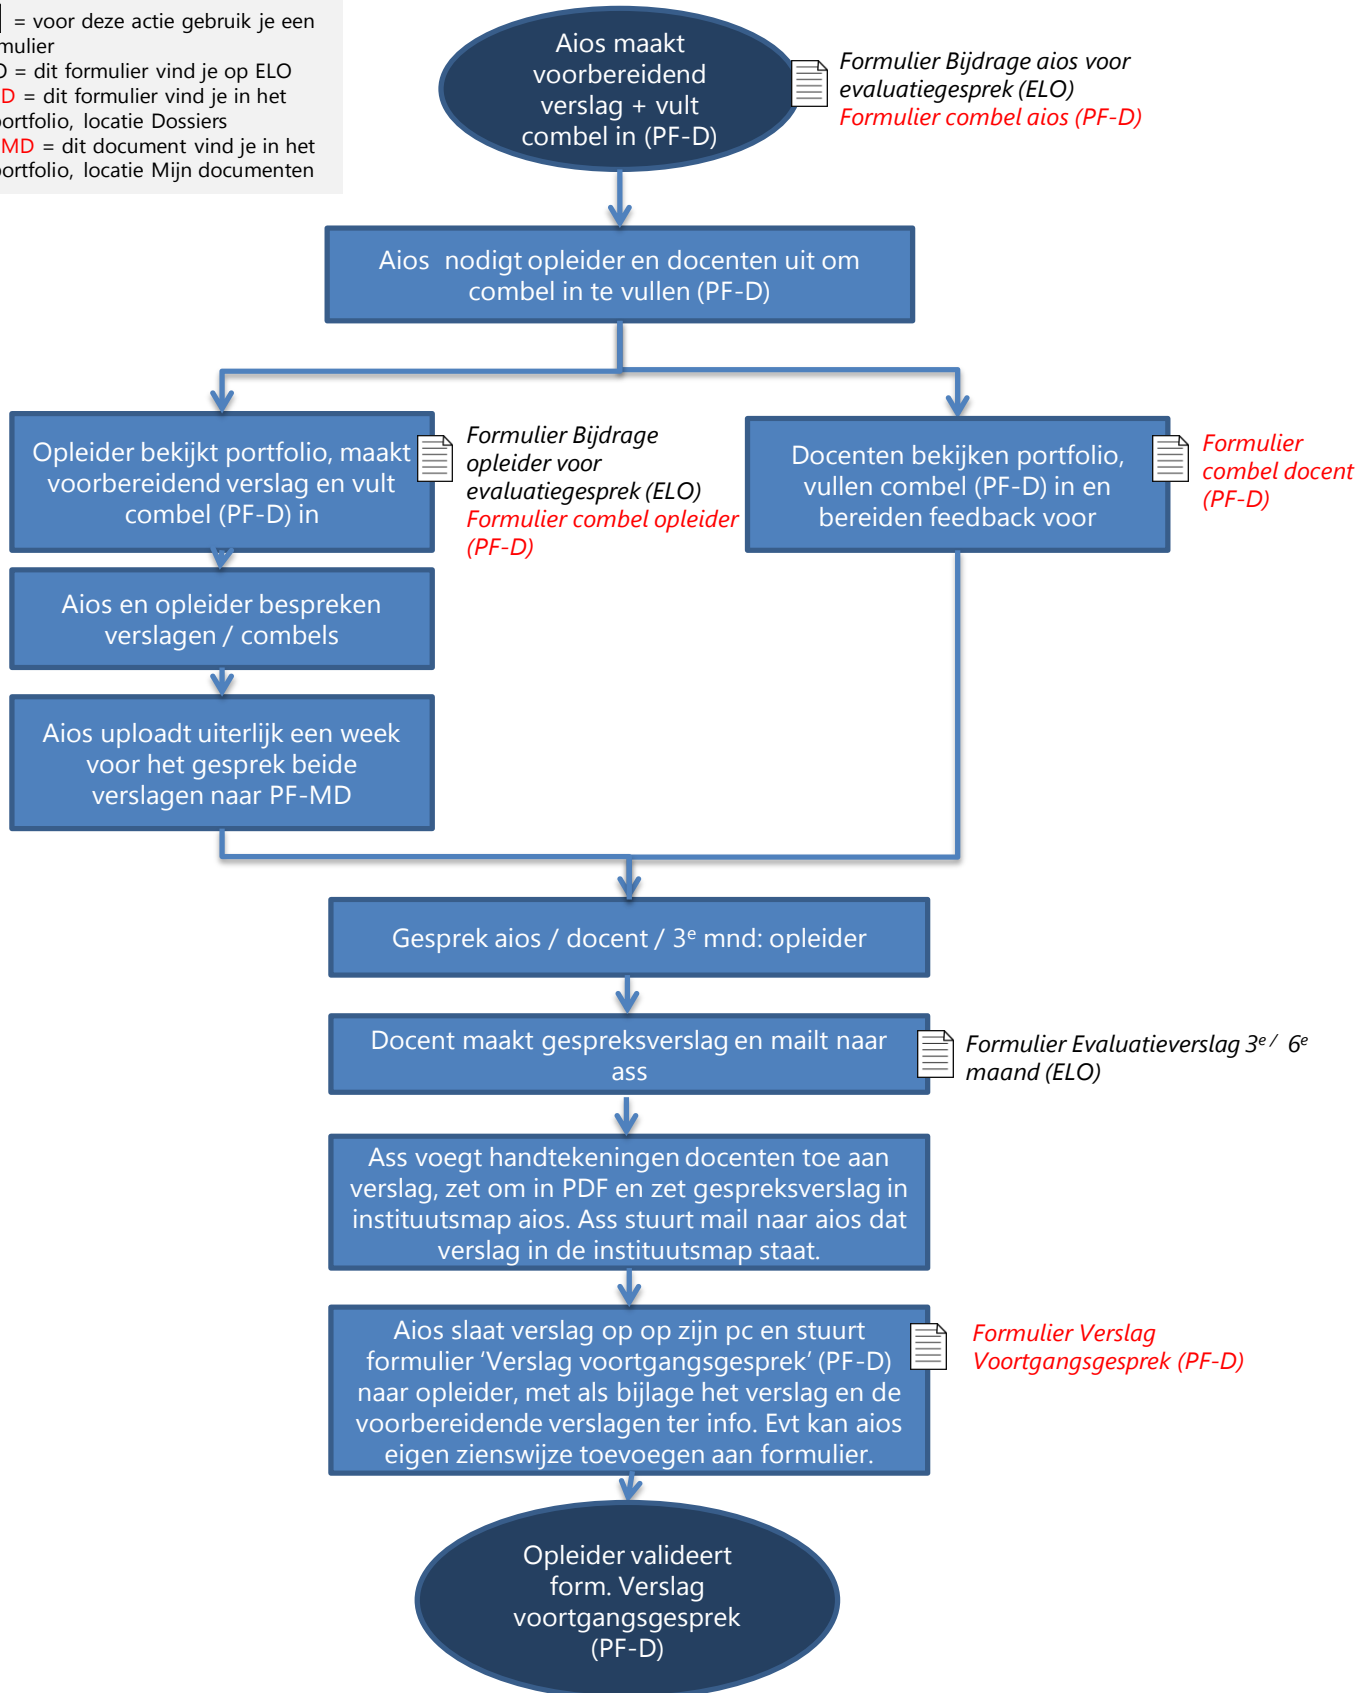 = voor deze actie gebruik je een
mulier
= dit formulier vind je op ELO
D = dit formulier vind je in het
ortfolio, locatie Dossiers
MD = dit document vind je in het
ortfolio, locatie Mijn documenten
Aios maakt
voorbereidend
verslag + vult
combel in (PF-D)
Formulier Bijdrage aios voor
evaluatiegesprek (ELO)
Formulier combel aios (PF-D)
Aios nodigt opleider en docenten uit om
combel in te vullen (PF-D)
Opleider bekijkt portfolio, maakt
voorbereidend verslag en vult
combel (PF-D) in
Formulier Bijdrage
opleider voor
evaluatiegesprek (ELO)
Formulier combel opleider
(PF-D)
Docenten bekijken portfolio,
vullen combel (PF-D) in en
bereiden feedback voor
Formulier
combel docent
(PF-D)
Aios en opleider bespreken
verslagen / combels
Aios uploadt uiterlijk een week
voor het gesprek beide
verslagen naar PF-MD
Gesprek aios / docent / 3e mnd: opleider
Docent maakt gespreksverslag en mailt naar
ass
Formulier Evaluatieverslag 3e / 6e
maand (ELO)
Ass voegt handtekeningen docenten toe aan
verslag, zet om in PDF en zet gespreksverslag in
instituutsmap aios. Ass stuurt mail naar aios dat
verslag in de instituutsmap staat.
Aios slaat verslag op op zijn pc en stuurt
formulier ‘Verslag voortgangsgesprek’ (PF-D)
naar opleider, met als bijlage het verslag en de
voorbereidende verslagen ter info. Evt kan aios
eigen zienswijze toevoegen aan formulier.
Formulier Verslag
Voortgangsgesprek (PF-D)
Opleider valideert
form. Verslag
voortgangsgesprek
(PF-D)